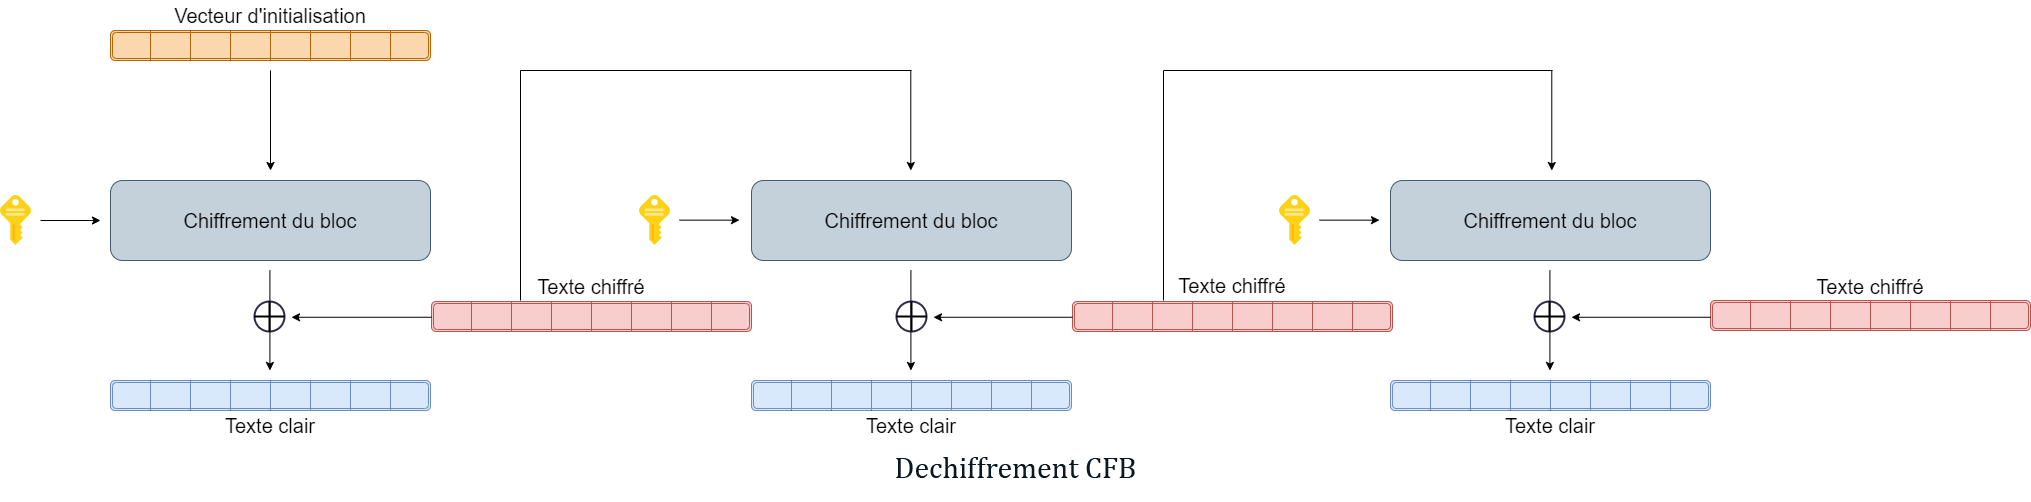 Vecteur d'initialisation
Chiffrement du bloc
Chiffrement du bloc
Chiffrement du bloc
Texte chiffré
Texte chiffré
Texte chiffré
Texte clair
Texte clair
Texte clair
Dechiffrement CFB